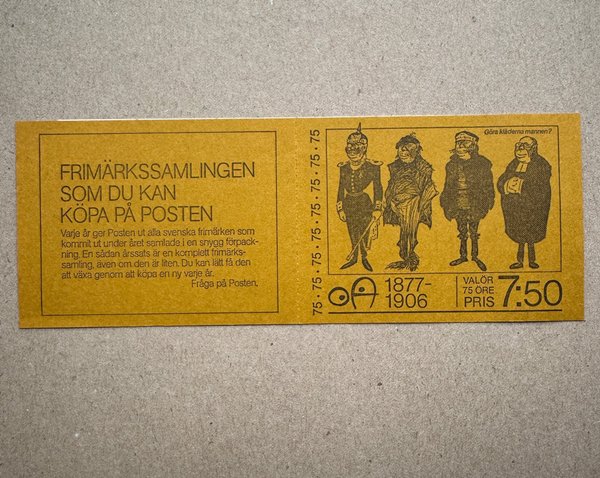 FRIMÄRKSSAMLINGEN
SOM DU KAN
KÖPA PÅ POSTEN
Varje år ger Posten ut alla svenska frimärken som
kommit ut under året samlade i en snygg förpack-
ning. En sådan årssats är en komplett frimärks-
samling, även om den är liten. Du kan lätt få den
att växa genom att köpa en ny varje år.
Fråga på Posten.
75 · 75 · 75 · 75 · 75 · 75 · 75 · 75 · 75
Göra kläderna mannen?
OA 1877-
1906
VALÖR
75 ÖRE
PRIS 7:50